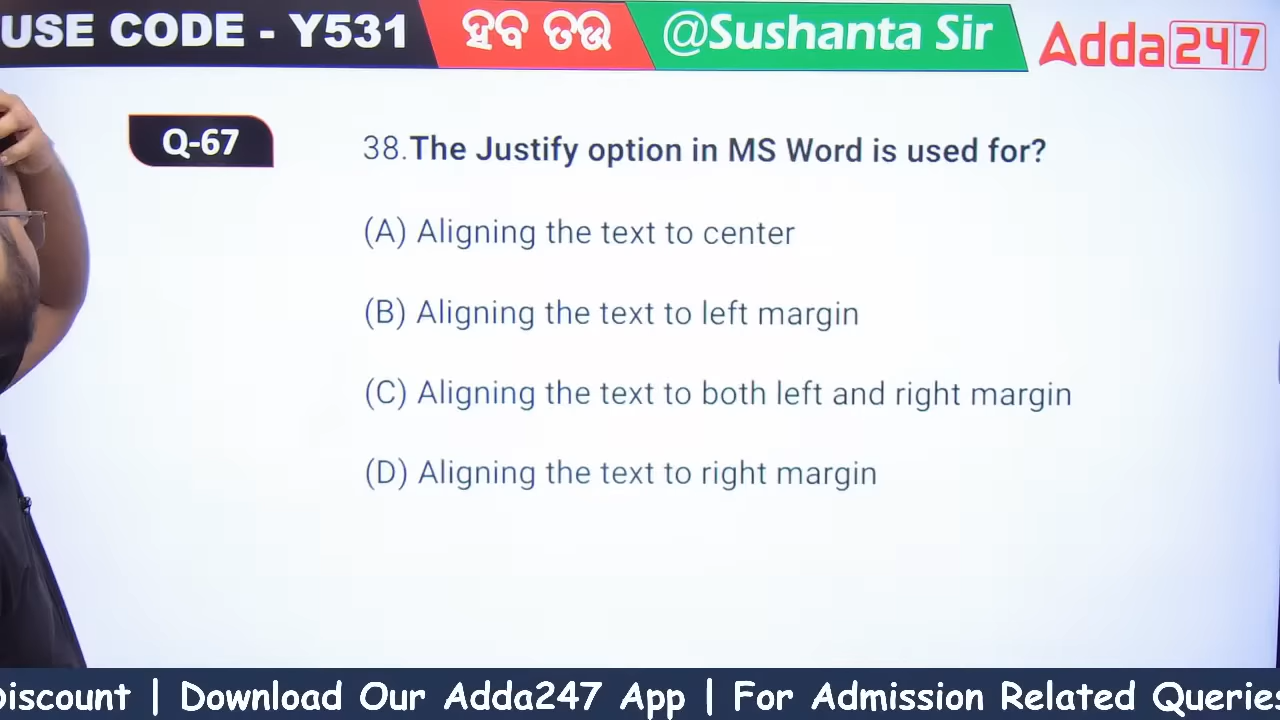 USE CODE - Y531 ହବ ତଉ @Sushanta Sir Adda247
Q-67 38.The Justify option in MS Word is used for?
(A) Aligning the text to center
(B) Aligning the text to left margin
(C) Aligning the text to both left and right margin
(D) Aligning the text to right margin
Discount | Download Our Adda247 App | For Admission Related Queries